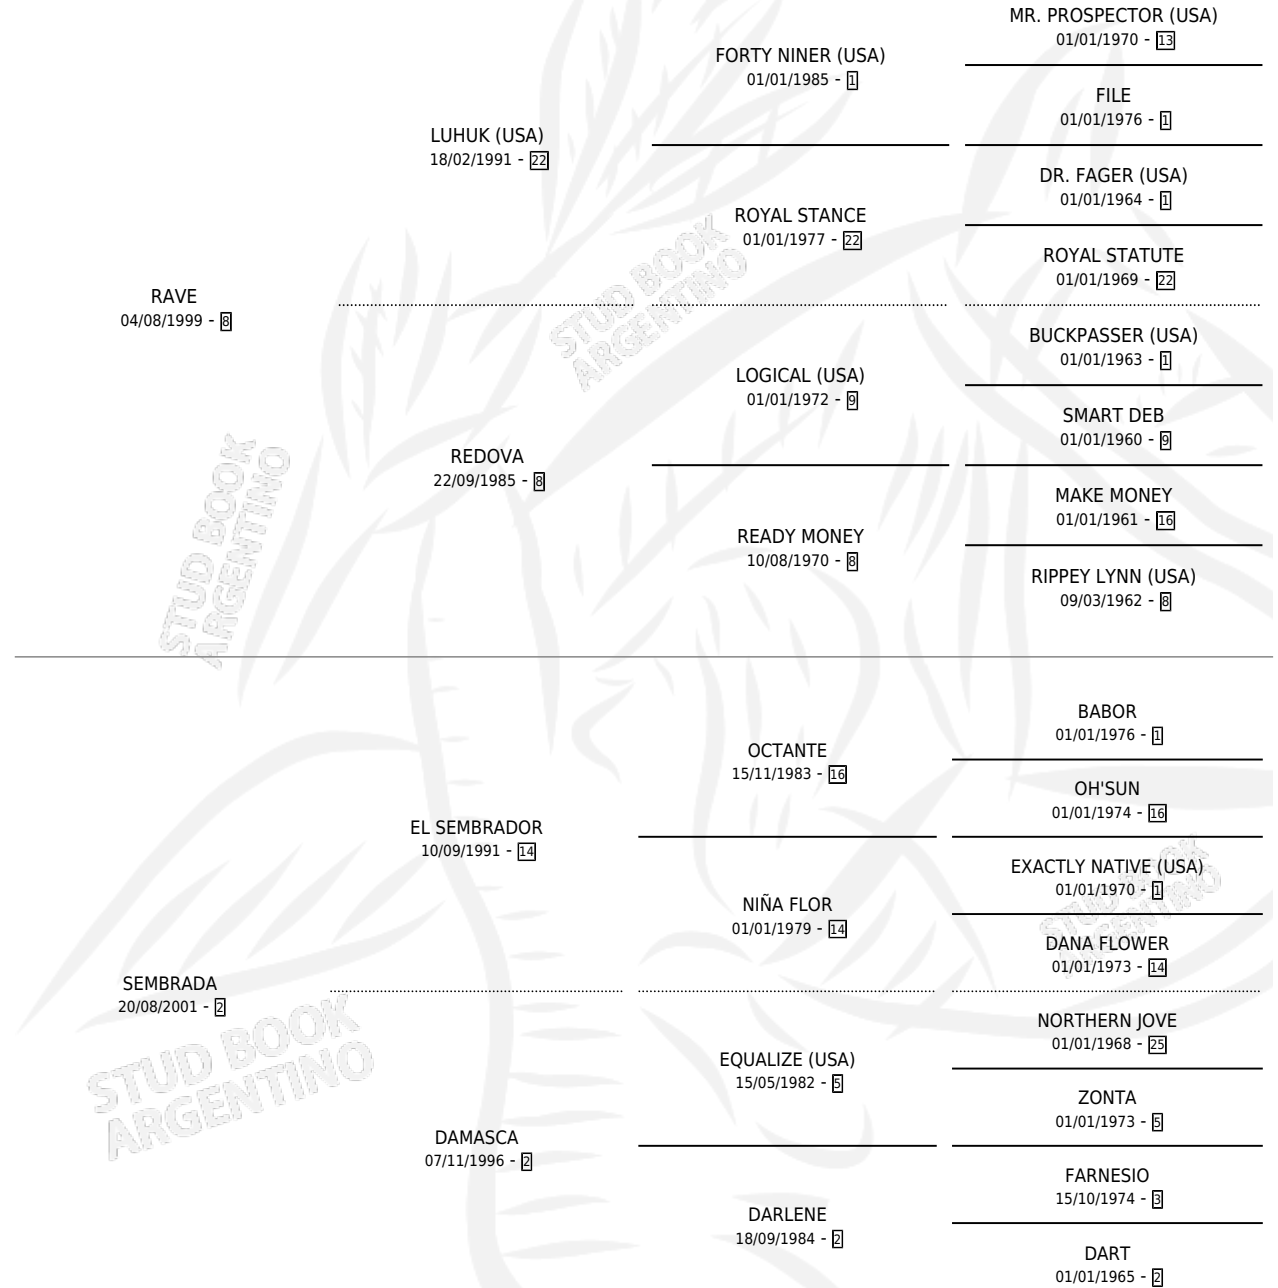 MR. PROSPECTOR (USA)
01/01/1970 - 13
FORTY NINER (USA)
01/01/1985 - 1
FILE
01/01/1976 - 1
LUHUK (USA)
18/02/1991 - 22
DR. FAGER (USA)
01/01/1964 - 1
ROYAL STANCE
01/01/1977 - 22
ROYAL STATUTE
01/01/1969 - 22
RAVE
04/08/1999 - 8
BUCKPASSER (USA)
01/01/1963 - 1
LOGICAL (USA)
01/01/1972 - 9
SMART DEB
01/01/1960 - 9
REDOVA
22/09/1985 - 8
MAKE MONEY
01/01/1961 - 16
READY MONEY
10/08/1970 - 8
RIPPEY LYNN (USA)
09/03/1962 - 8
BABOR
01/01/1976 - 1
OCTANTE
15/11/1983 - 16
OH'SUN
01/01/1974 - 16
EL SEMBRADOR
10/09/1991 - 14
EXACTLY NATIVE (USA)
01/01/1970 - 1
NIÑA FLOR
01/01/1979 - 14
DANA FLOWER
01/01/1973 - 14
SEMBRADA
20/08/2001 - 2
NORTHERN JOVE
01/01/1968 - 25
EQUALIZE (USA)
15/05/1982 - 5
ZONTA
01/01/1973 - 5
DAMASCA
07/11/1996 - 2
FARNESIO
15/10/1974 - 3
DARLENE
18/09/1984 - 2
DART
01/01/1965 - 2
STUD BOOK
ARGENTINO
STUD BOOK
ARGENTINO
STUD BOOK
ARGENTINO
STUD BOOK
ARGENTINO